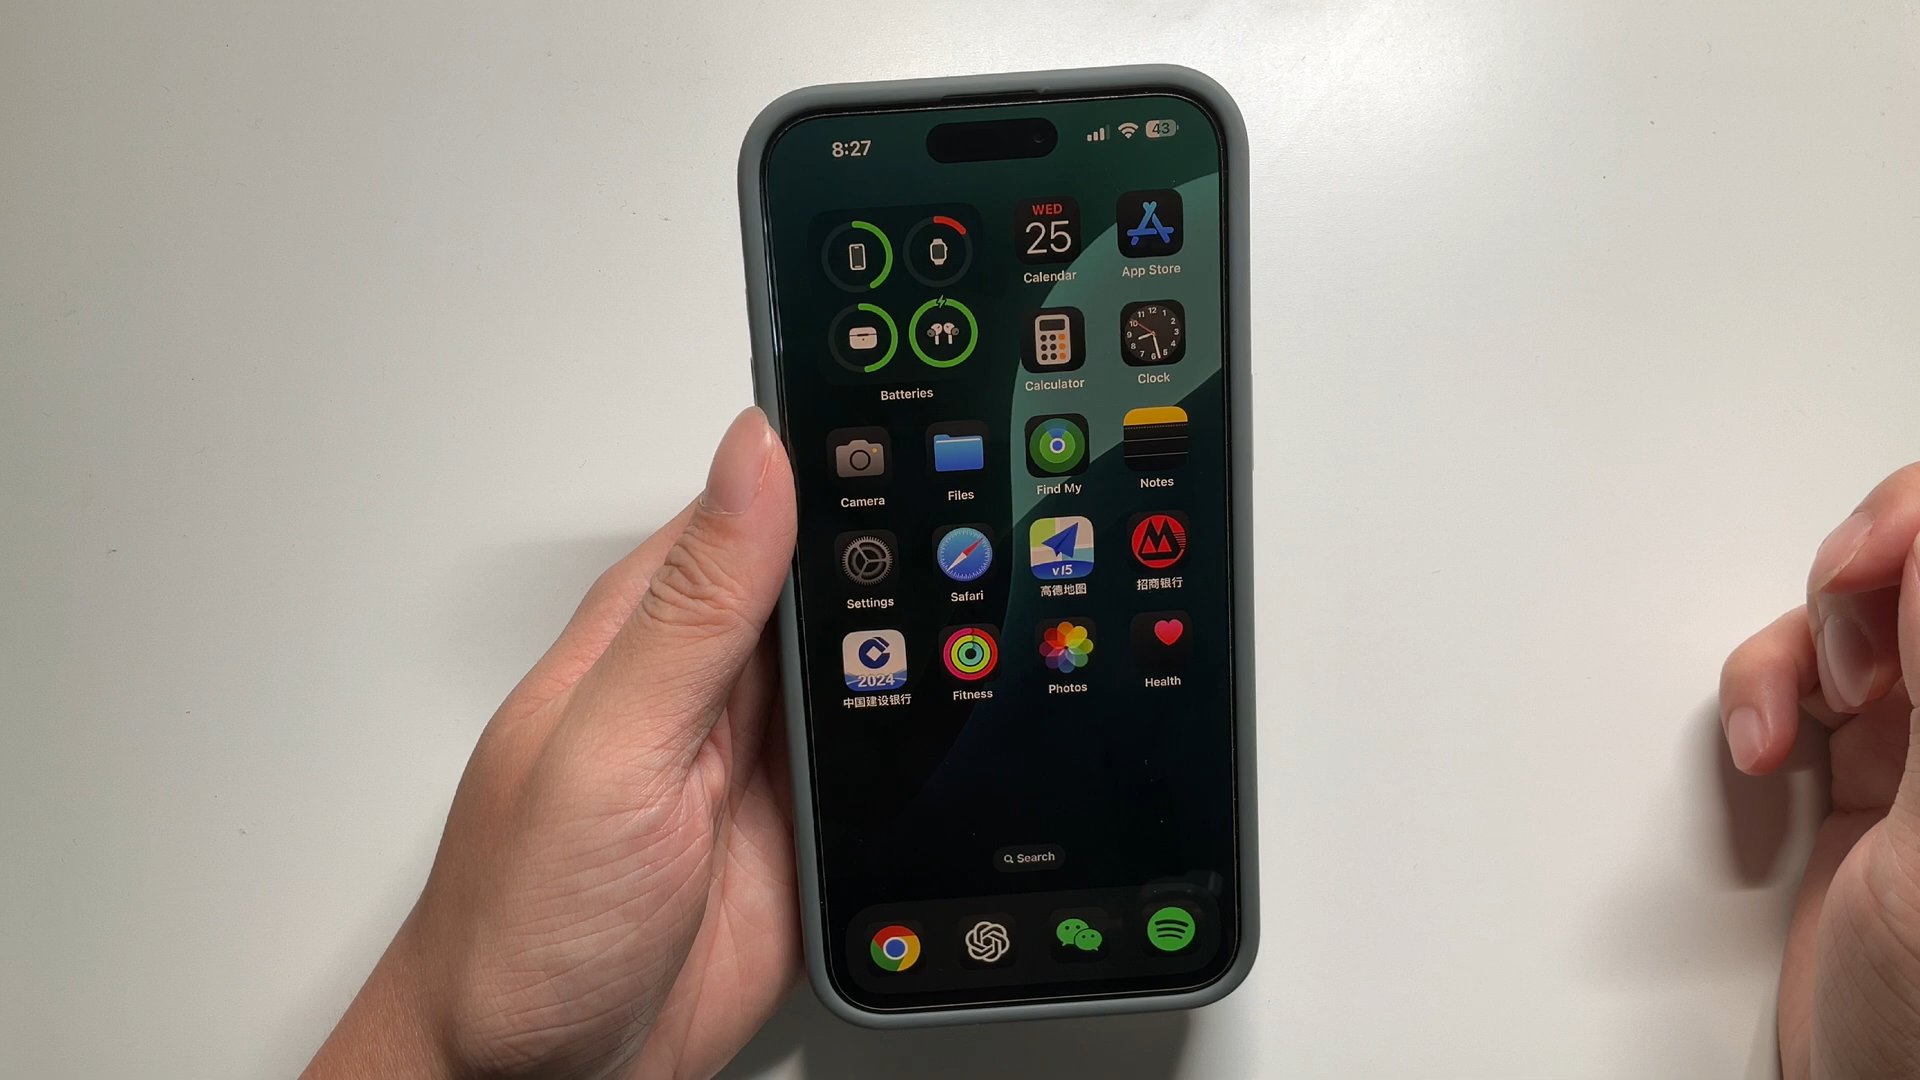 8:27
43
WED
25
Calendar
App Store
Batteries
Calculator
Clock
Camera
Files
Find My
Notes
Settings
Safari
v15
高德地图
招商银行
2024
中国建设银行
Fitness
Photos
Health
Search